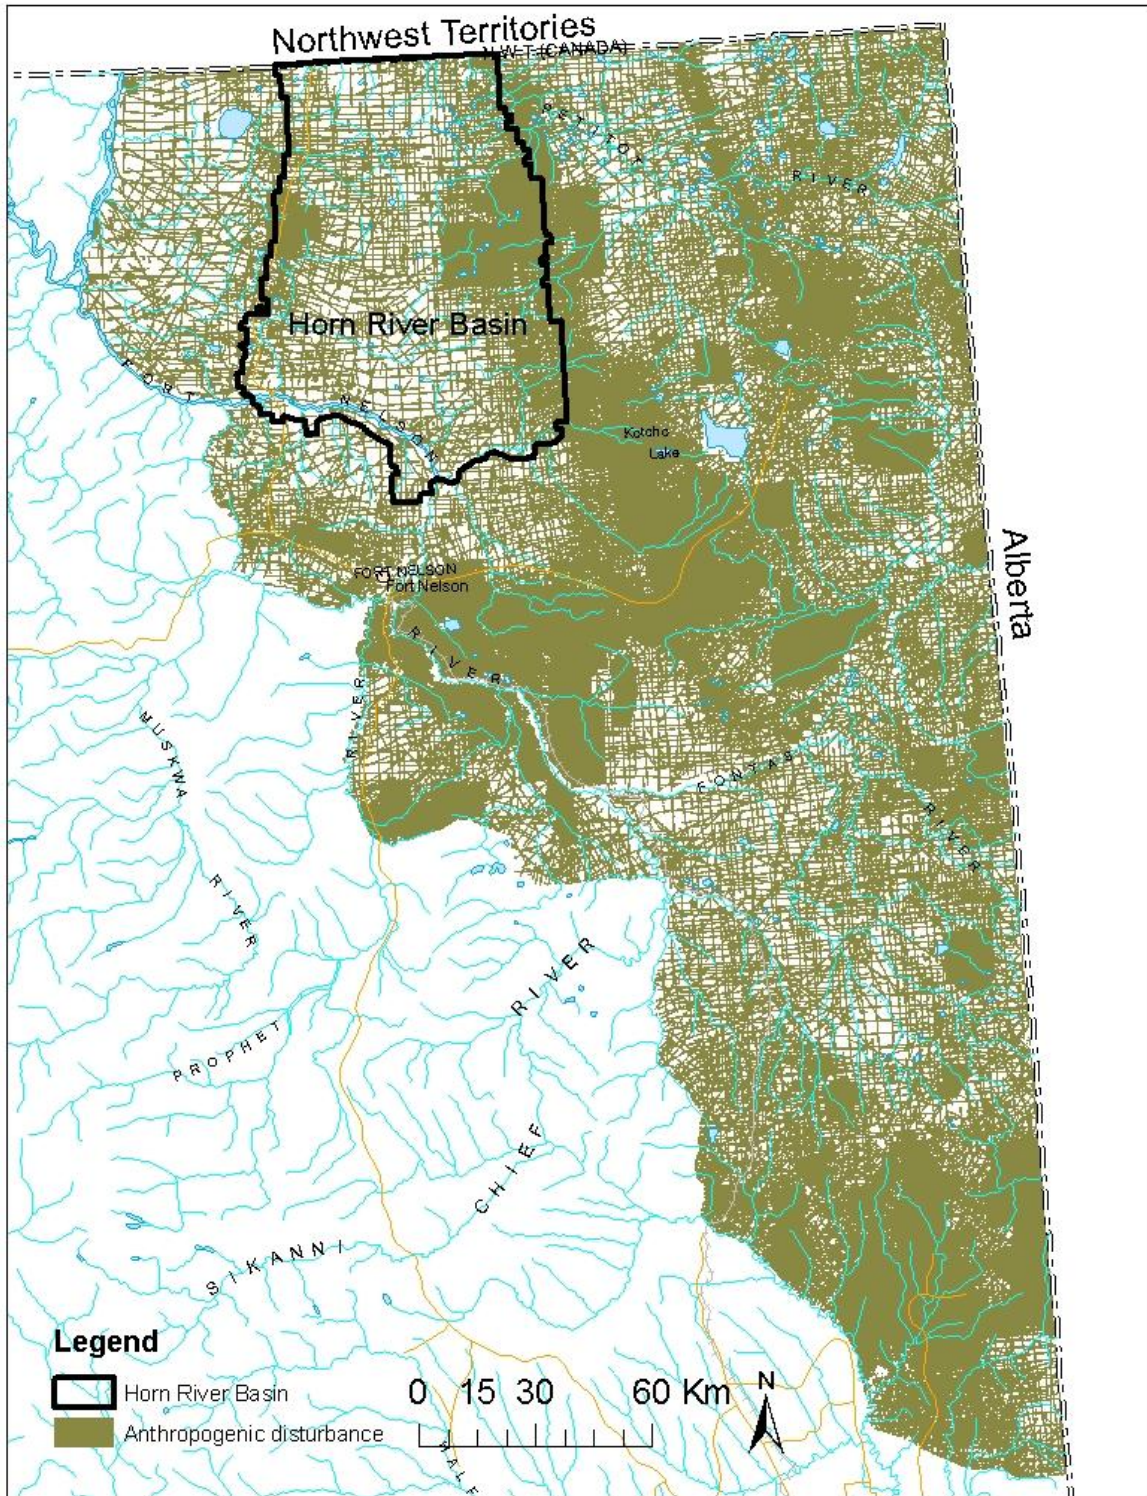 Northwest Territories
N W T (CANADA)
PETITOT
RIVER
Horn River Basin
FORT
NELSON
Kotcho
Lake
Alberta
FORT NELSON
Fort Nelson
RIVER
RIVER
MUSKWA
FONTAS
RIVER
RIVER
RIVER
PROPHET
CHIEF
SIKANNI
Legend
Horn River Basin
Anthropogenic disturbance
0 15 30 60 Km
N